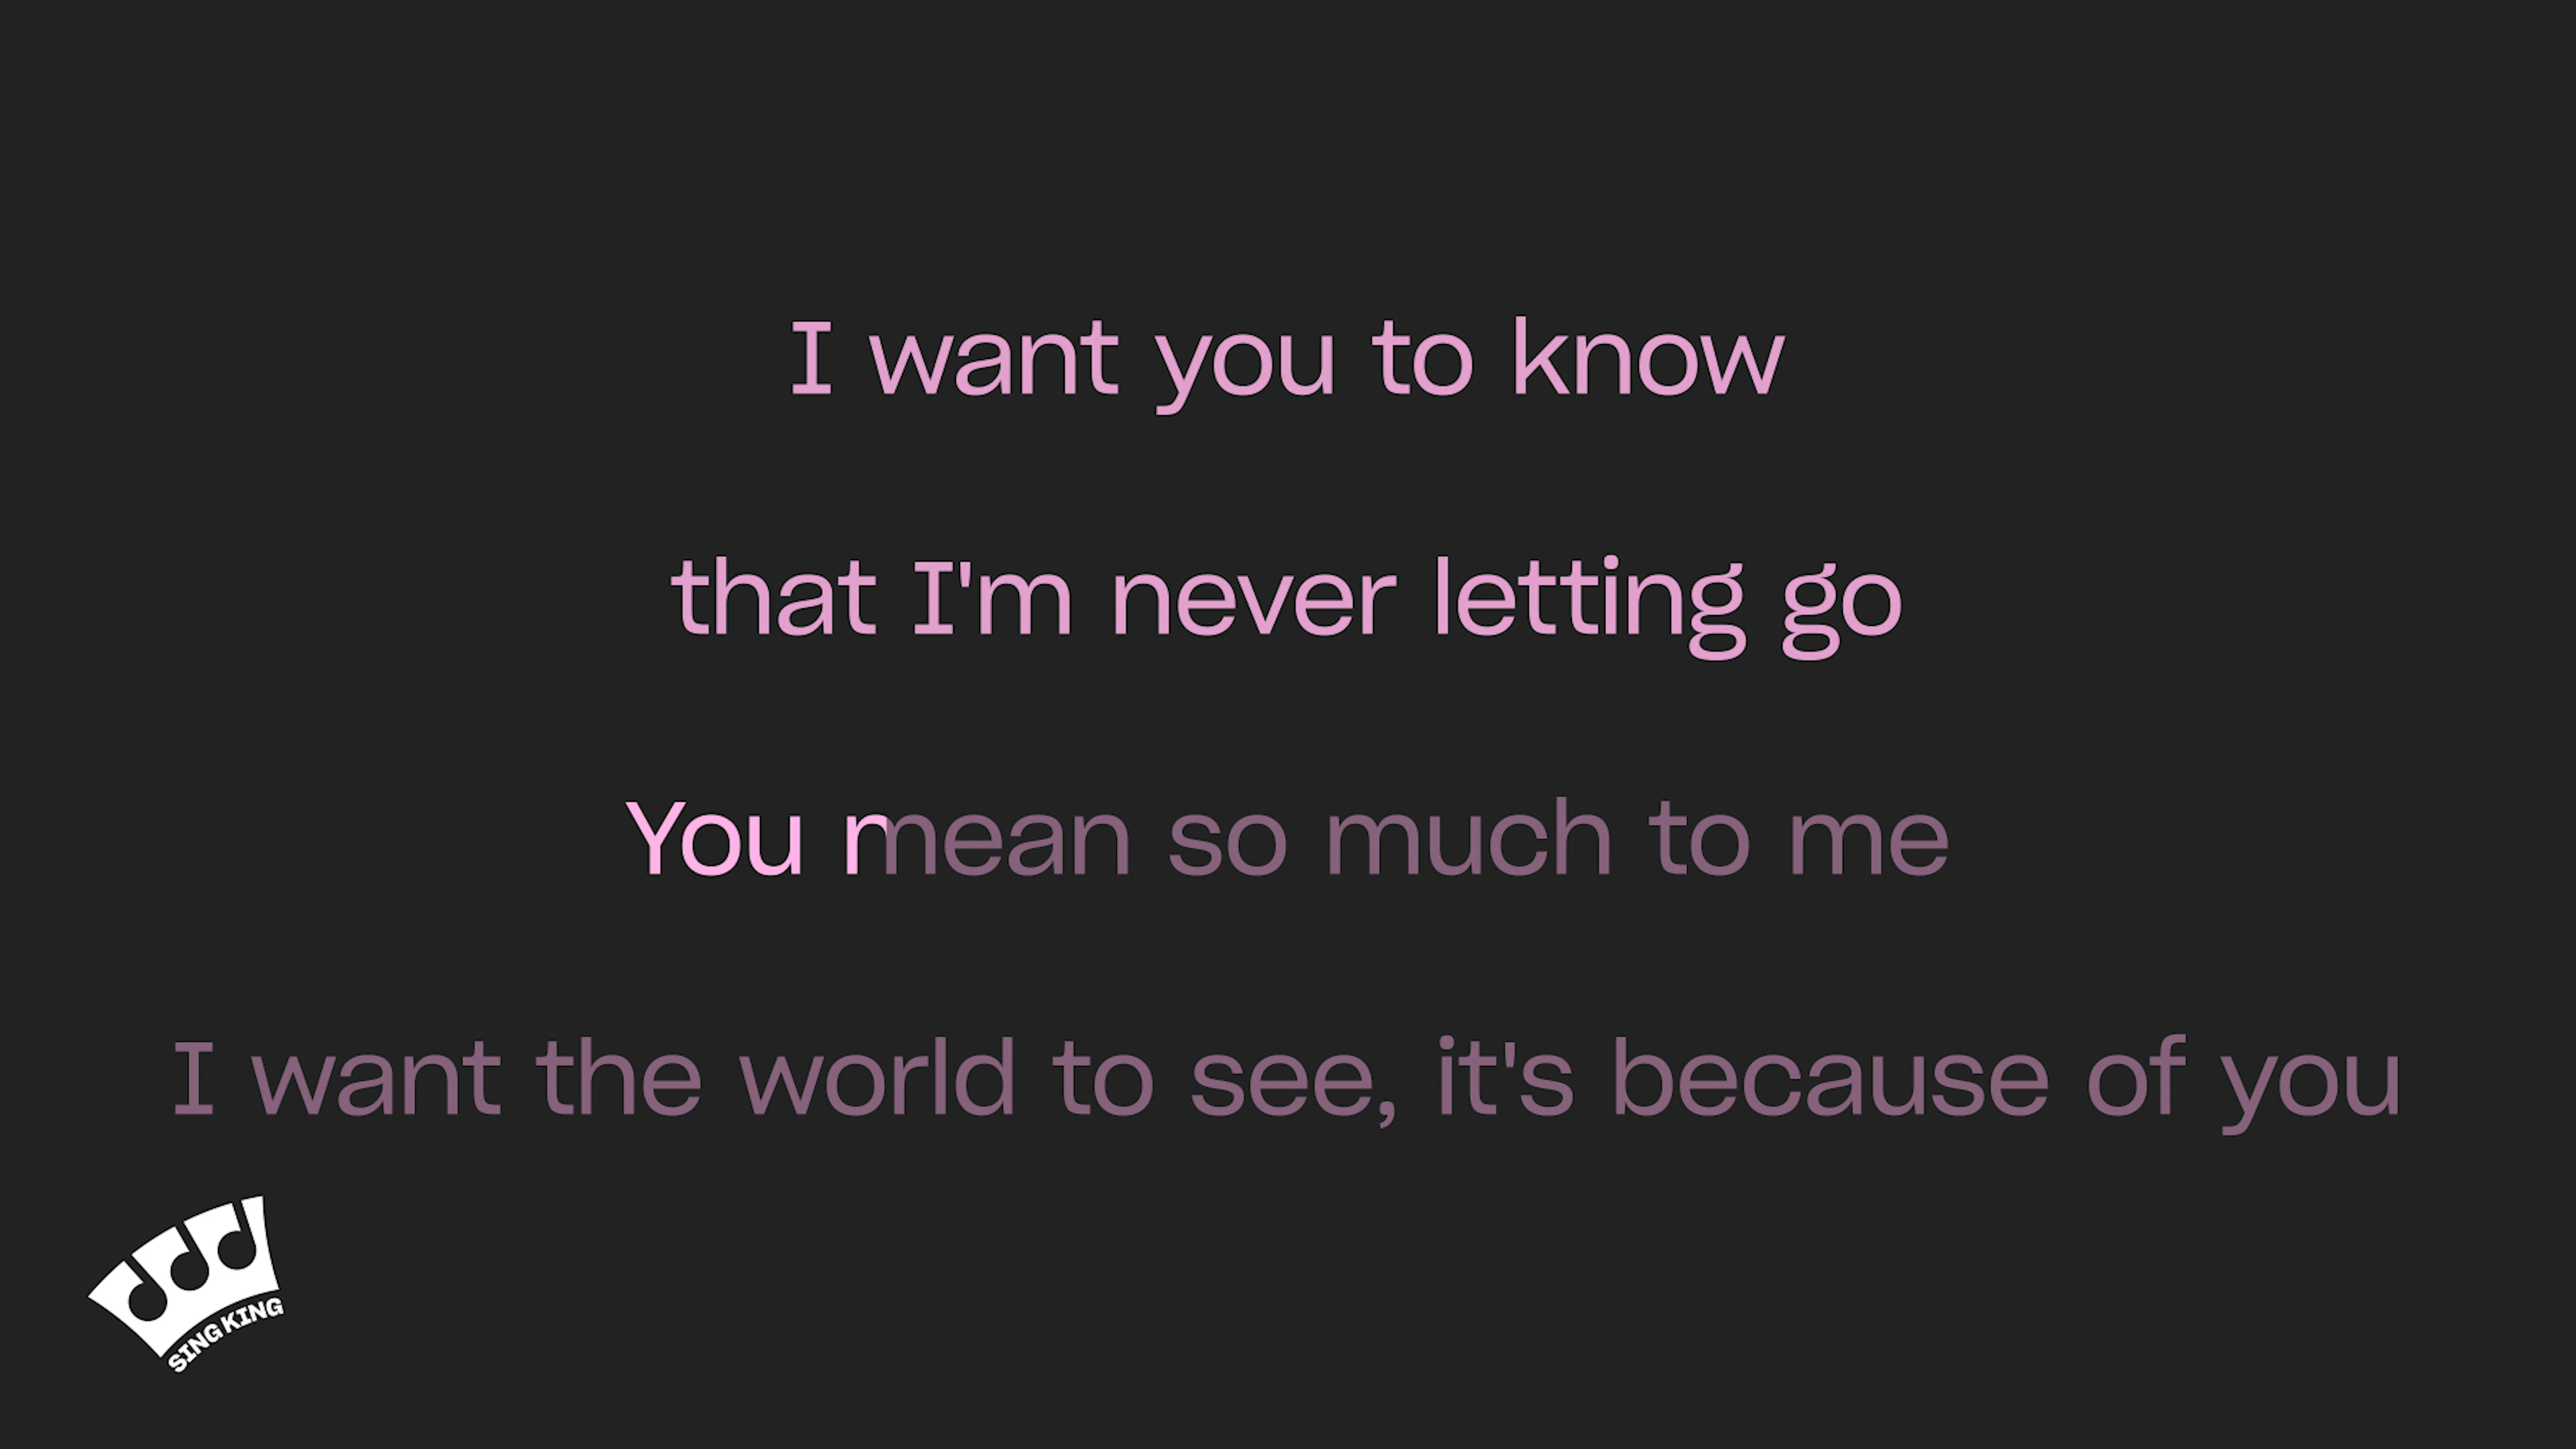 I want you to know
that I'm never letting go
You mean so much to me
I want the world to see, it's because of you
SING KING